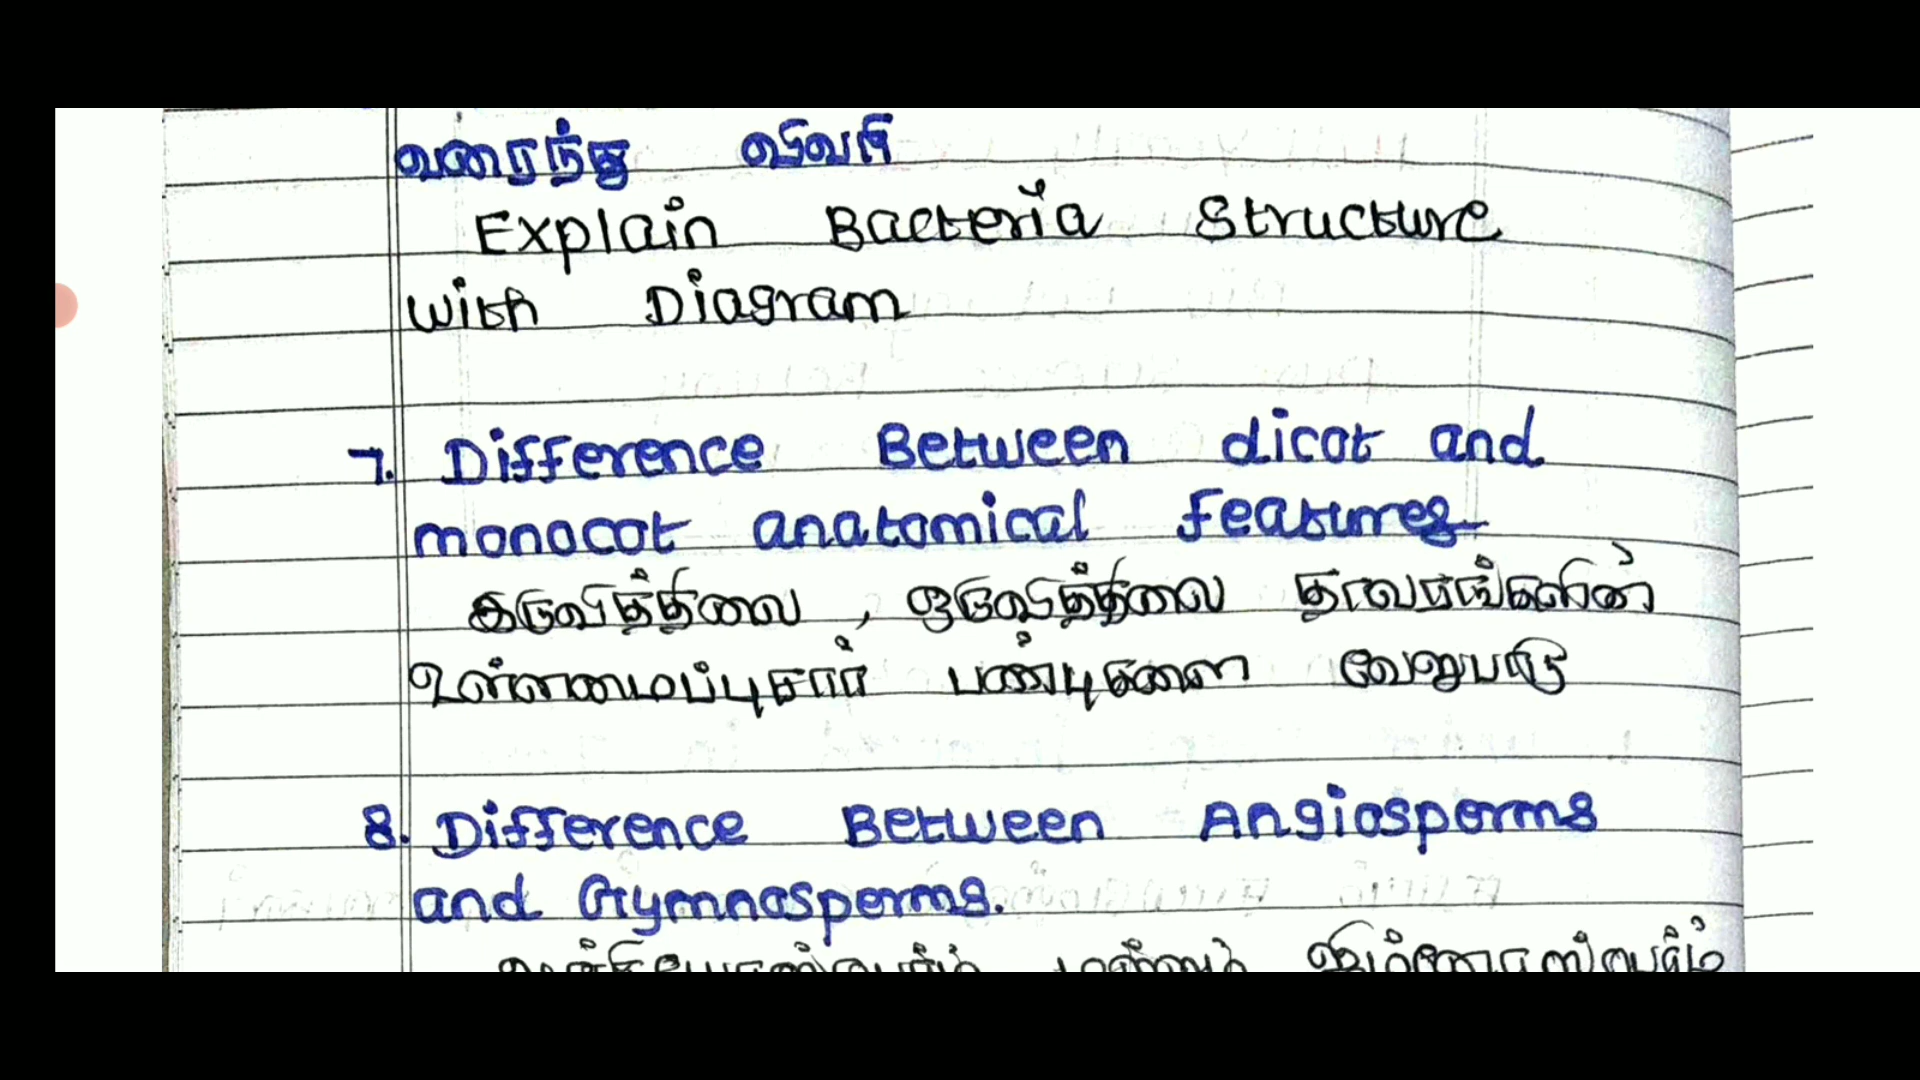 வரைந்து விவரி
Explain Bacteria Structure
with Diagram
7. Difference Between dicot and
monocot anatomical features
இருவித்திலை , ஒருவித்திலை தாவரங்களின்
உள்ளமைப்புசார் பண்புகளை வேறுபடுத்து
8. Difference Between Angiosperms
and Gymnosperms.
மற்றும் ஜிம்னோஸ்பெர்ம்